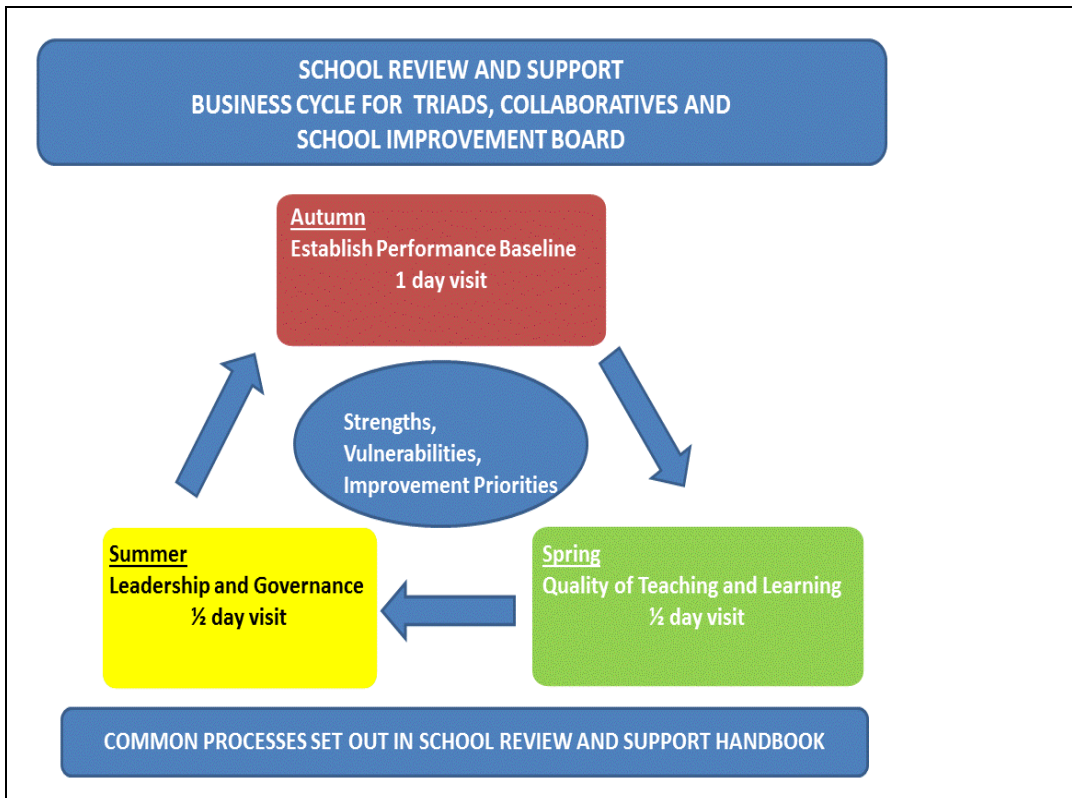 SCHOOL REVIEW AND SUPPORT
BUSINESS CYCLE FOR TRIADS, COLLABORATIVES AND
SCHOOL IMPROVEMENT BOARD
Autumn
Establish Performance Baseline
1 day visit
Strengths,
Vulnerabilities,
Improvement Priorities
Summer
Leadership and Governance
½ day visit
Spring
Quality of Teaching and Learning
½ day visit
COMMON PROCESSES SET OUT IN SCHOOL REVIEW AND SUPPORT HANDBOOK